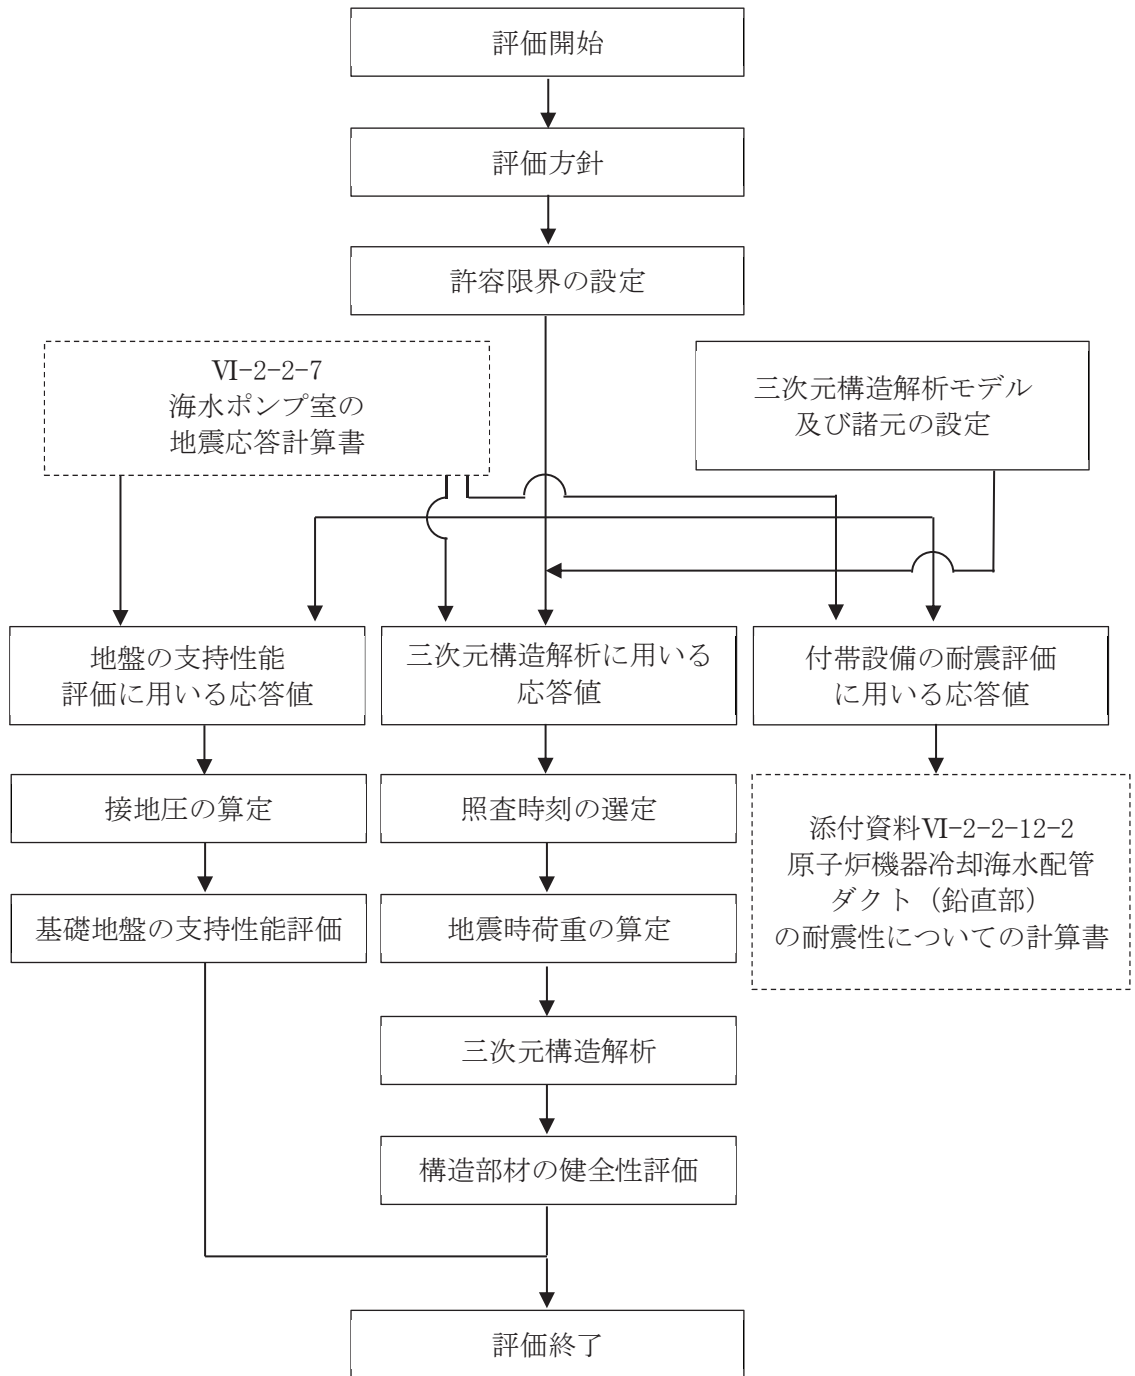 評価開始
評価方針
許容限界の設定
Ⅵ-2-2-7
海水ポンプ室の
地震応答計算書
三次元構造解析モデル
及び諸元の設定
地盤の支持性能
評価に用いる応答値
三次元構造解析に用いる
応答値
付帯設備の耐震評価
に用いる応答値
接地圧の算定
照査時刻の選定
添付資料Ⅵ-2-2-12-2
原子炉機器冷却海水配管
ダクト（鉛直部）
の耐震性についての計算書
基礎地盤の支持性能評価
地震時荷重の算定
三次元構造解析
構造部材の健全性評価
評価終了